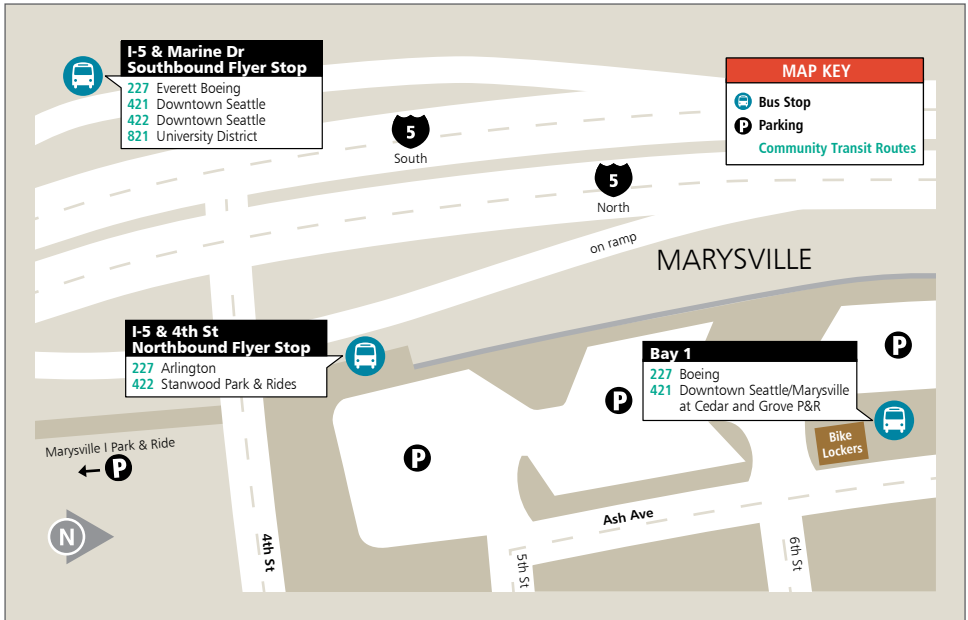 I-5 & Marine Dr
Southbound Flyer Stop
227 Everett Boeing
421 Downtown Seattle
422 Downtown Seattle
821 University District
MAP KEY
Bus Stop
P Parking
Community Transit Routes
5
South
5
North
on ramp
MARYSVILLE
I-5 & 4th St
Northbound Flyer Stop
227 Arlington
422 Stanwood Park & Rides
P
Bay 1
227 Boeing
421 Downtown Seattle/Marysville
at Cedar and Grove P&R
P
Bike
Lockers
Marysville I Park & Ride
P
P
N
4th St
Ash Ave
5th St
6th St